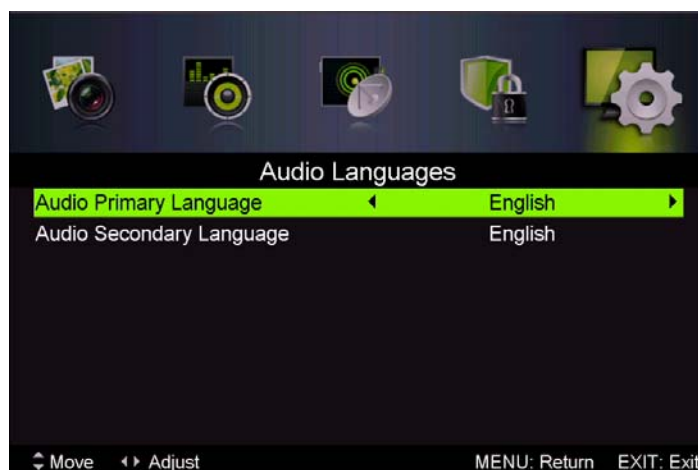 Audio Languages
Audio Primary Language English
Audio Secondary Language English
Move Adjust MENU: Return EXIT: Exit